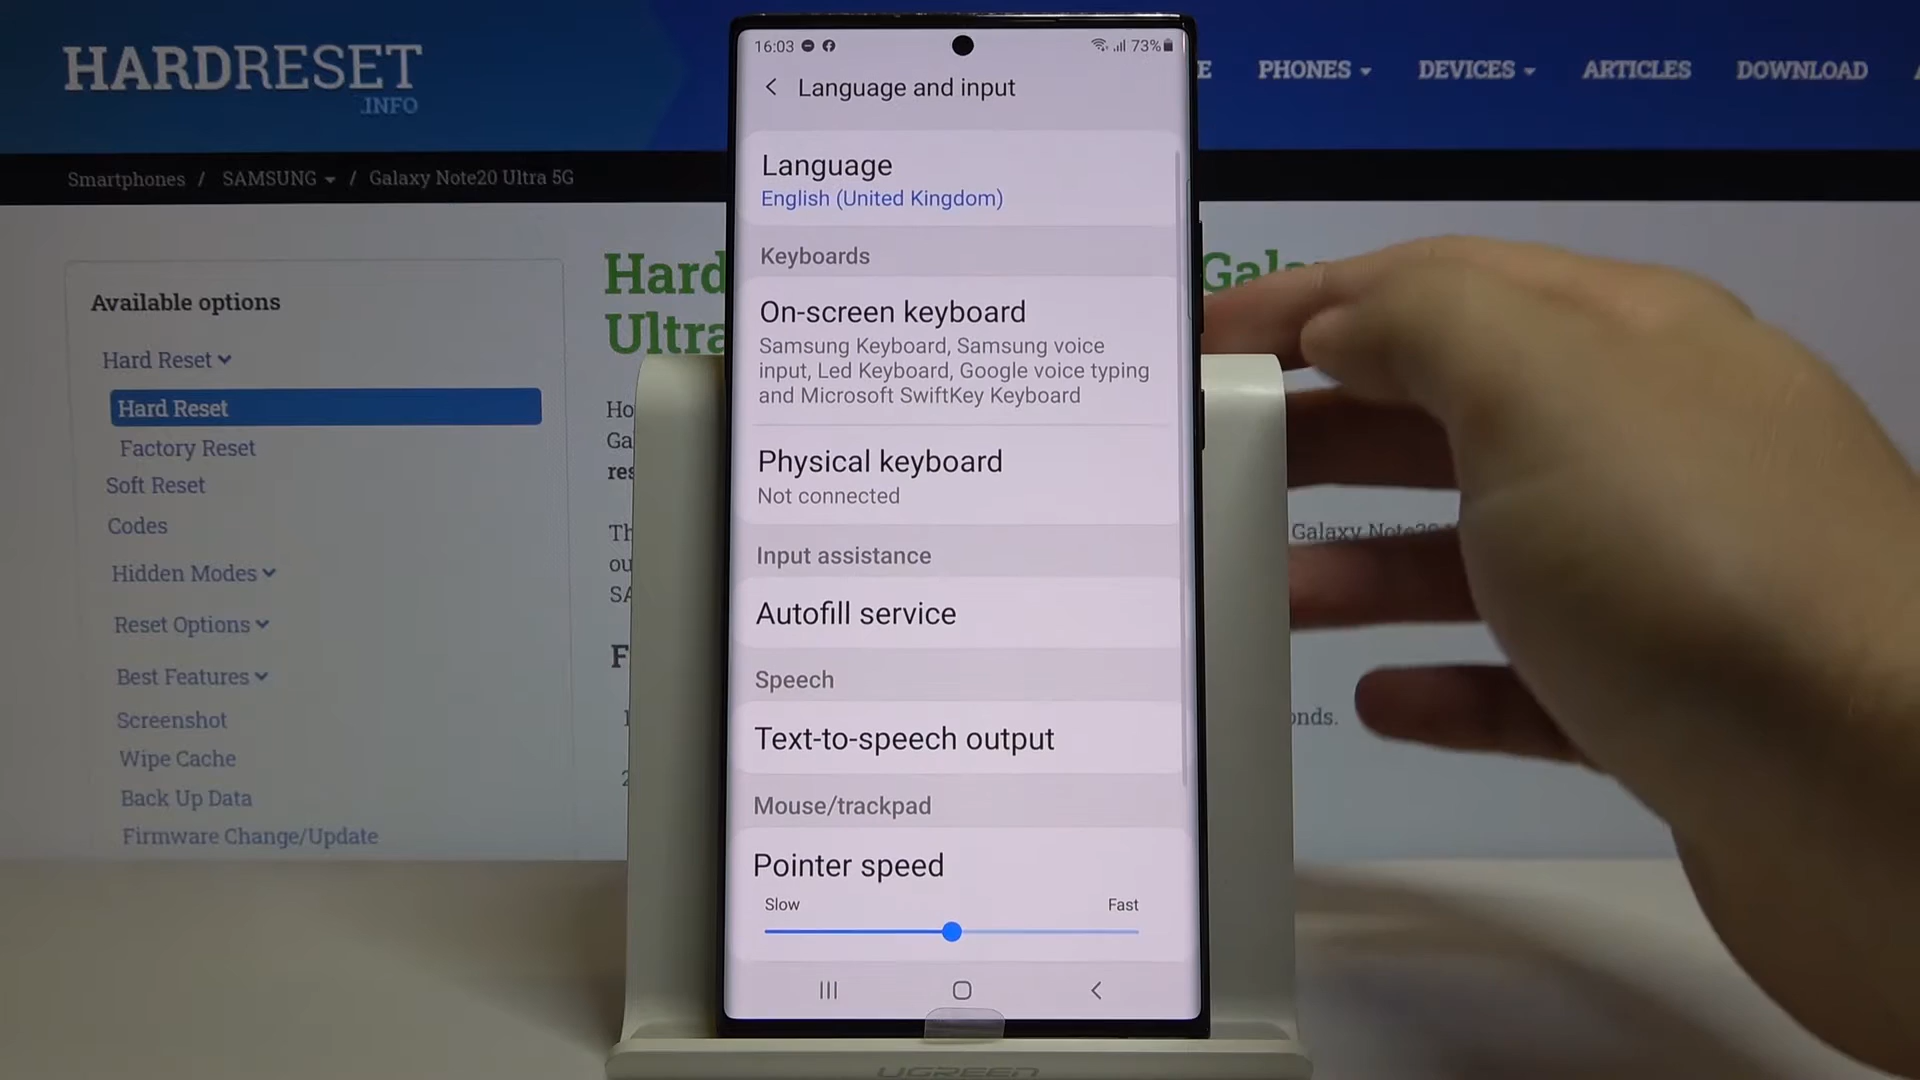 HARDRESET
.INFO
PHONES
DEVICES
ARTICLES
DOWNLOAD
Smartphones / SAMSUNG / Galaxy Note20 Ultra 5G
Available options
Hard Reset
Hard Reset
Factory Reset
Soft Reset
Codes
Hidden Modes
Reset Options
Best Features
Screenshot
Wipe Cache
Back Up Data
Firmware Change/Update
Hard
Ultra
16:03
73%
Language and input
Language
English (United Kingdom)
Keyboards
On-screen keyboard
Samsung Keyboard, Samsung voice
input, Led Keyboard, Google voice typing
and Microsoft SwiftKey Keyboard
Physical keyboard
Not connected
Input assistance
Autofill service
Speech
Text-to-speech output
Mouse/trackpad
Pointer speed
Slow
Fast
Galaxy
UGREEN